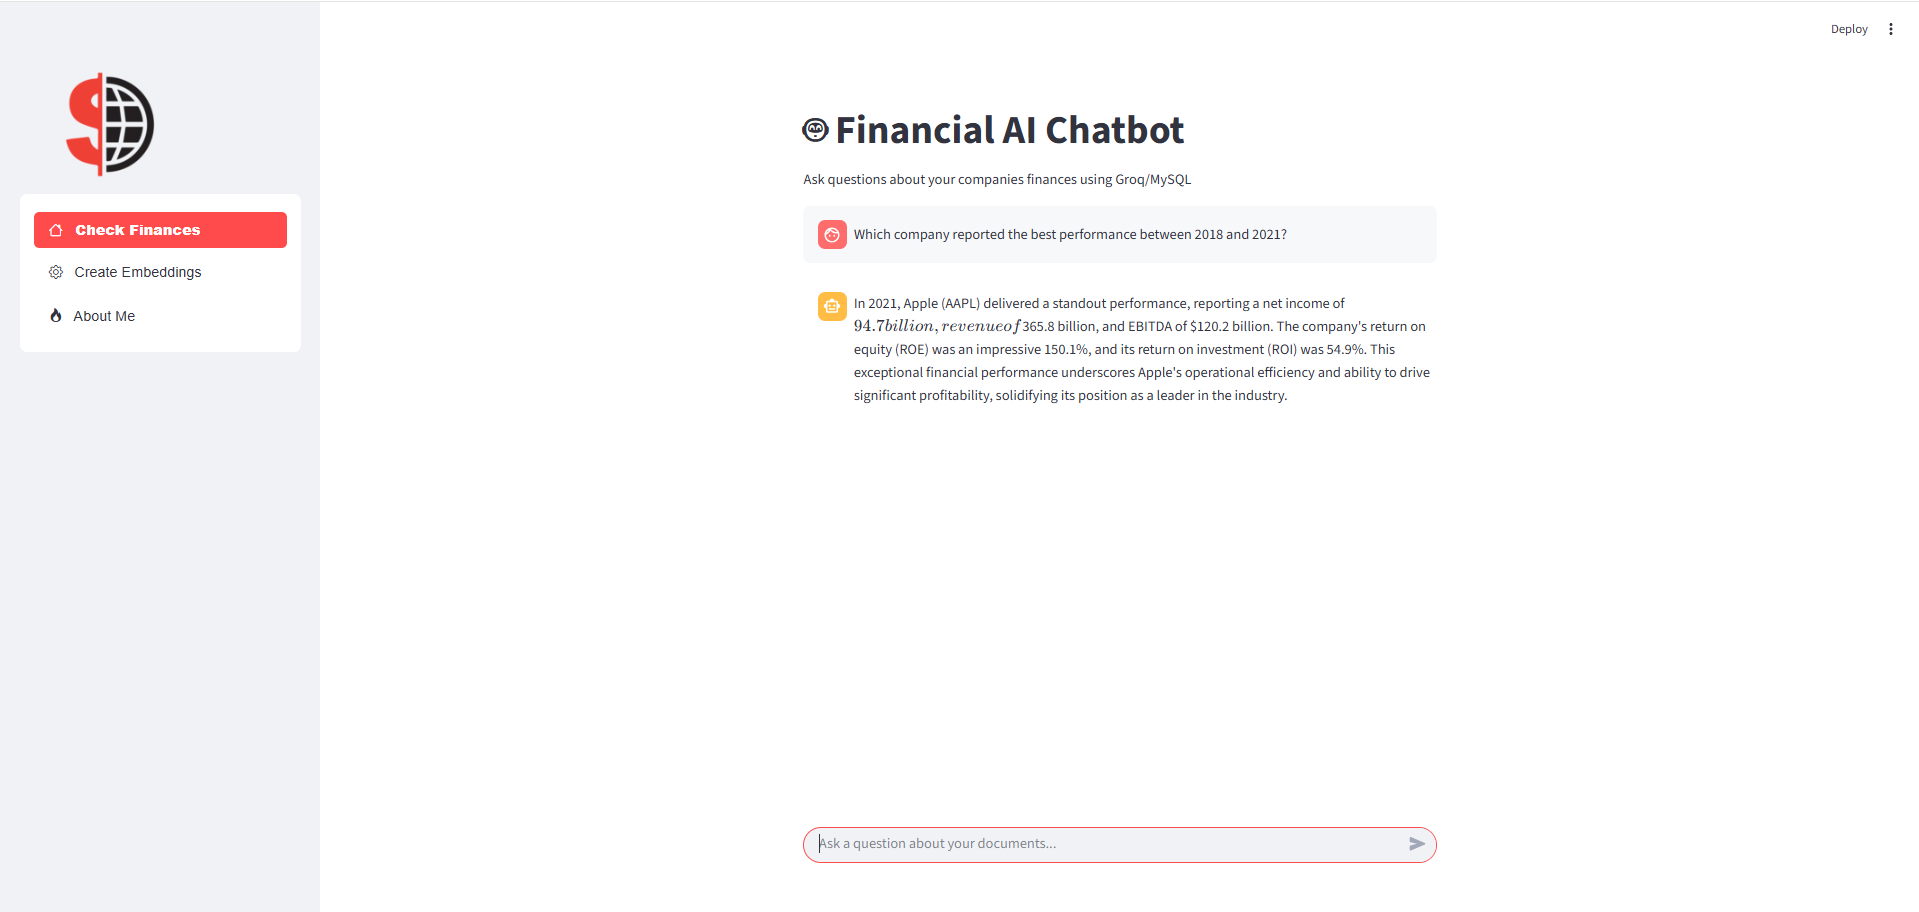 Deploy
Check Finances
Create Embeddings
About Me
Financial AI Chatbot
Ask questions about your companies finances using Groq/MySQL
Which company reported the best performance between 2018 and 2021?
In 2021, Apple (AAPL) delivered a standout performance, reporting a net income of
94.7billion, revenueof365.8 billion, and EBITDA of $120.2 billion. The company's return on
equity (ROE) was an impressive 150.1%, and its return on investment (ROI) was 54.9%. This
exceptional financial performance underscores Apple's operational efficiency and ability to drive
significant profitability, solidifying its position as a leader in the industry.
Ask a question about your documents...